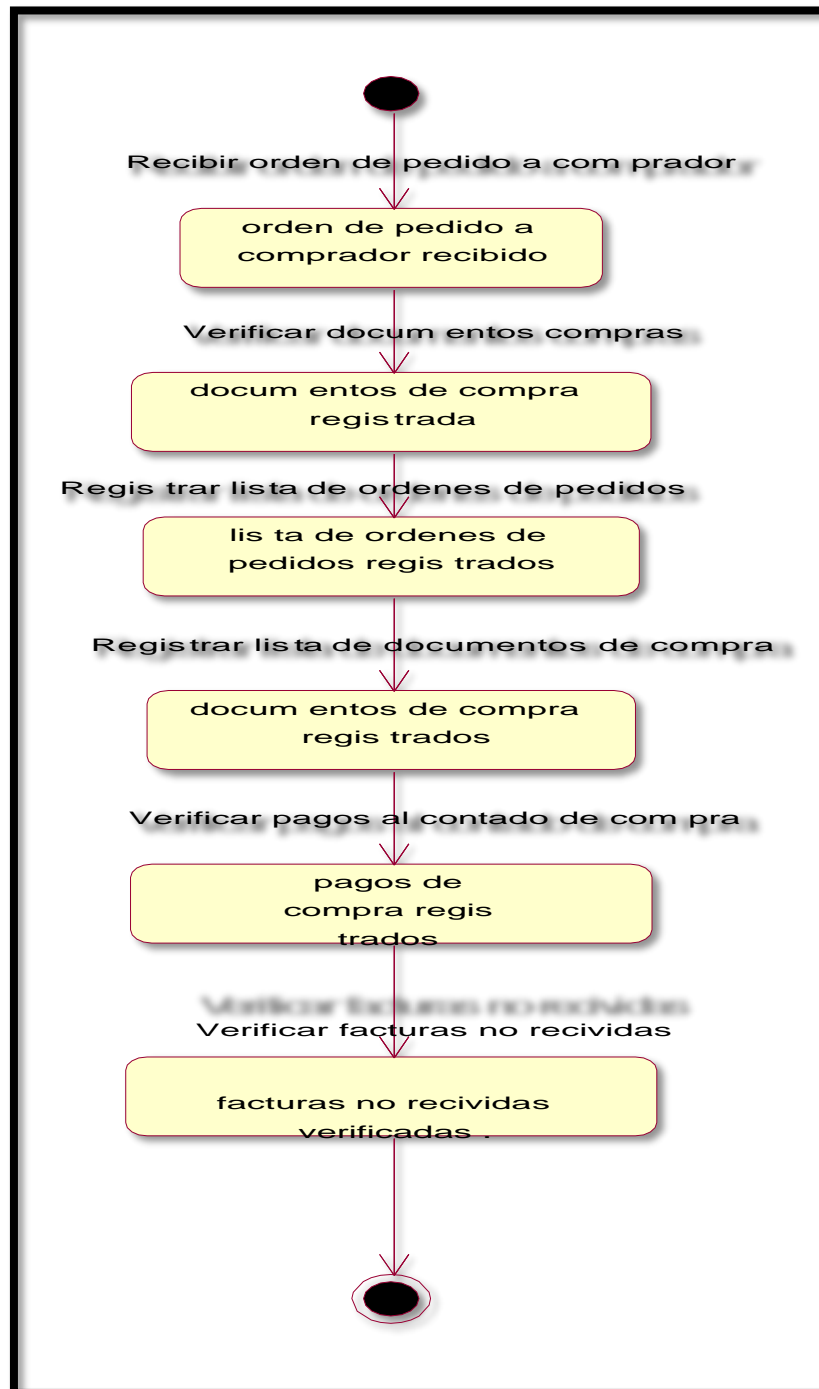 Recibir orden de pedido a com prador
orden de pedido a
comprador recibido
Verificar docum entos compras
docum entos de compra
regis trada
Regis trar lista de ordenes de pedidos
lis ta de ordenes de
pedidos regis trados
Regis trar lis ta de documentos de compra
docum entos de compra
regis trados
Verificar pagos al contado de com pra
pagos de
compra regis
trados
Verificar facturas no recividas
facturas no recividas
verificadas .